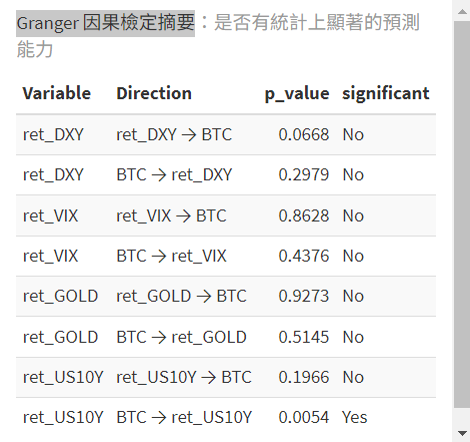 Granger 因果檢定摘要：是否有統計上顯著的預測
能力
Variable Direction p_value significant
ret_DXY ret_DXY → BTC 0.0668 No
ret_DXY BTC → ret_DXY 0.2979 No
ret_VIX ret_VIX → BTC 0.8628 No
ret_VIX BTC → ret_VIX 0.4376 No
ret_GOLD ret_GOLD → BTC 0.9273 No
ret_GOLD BTC → ret_GOLD 0.5145 No
ret_US10Y ret_US10Y → BTC 0.1966 No
ret_US10Y BTC → ret_US10Y 0.0054 Yes